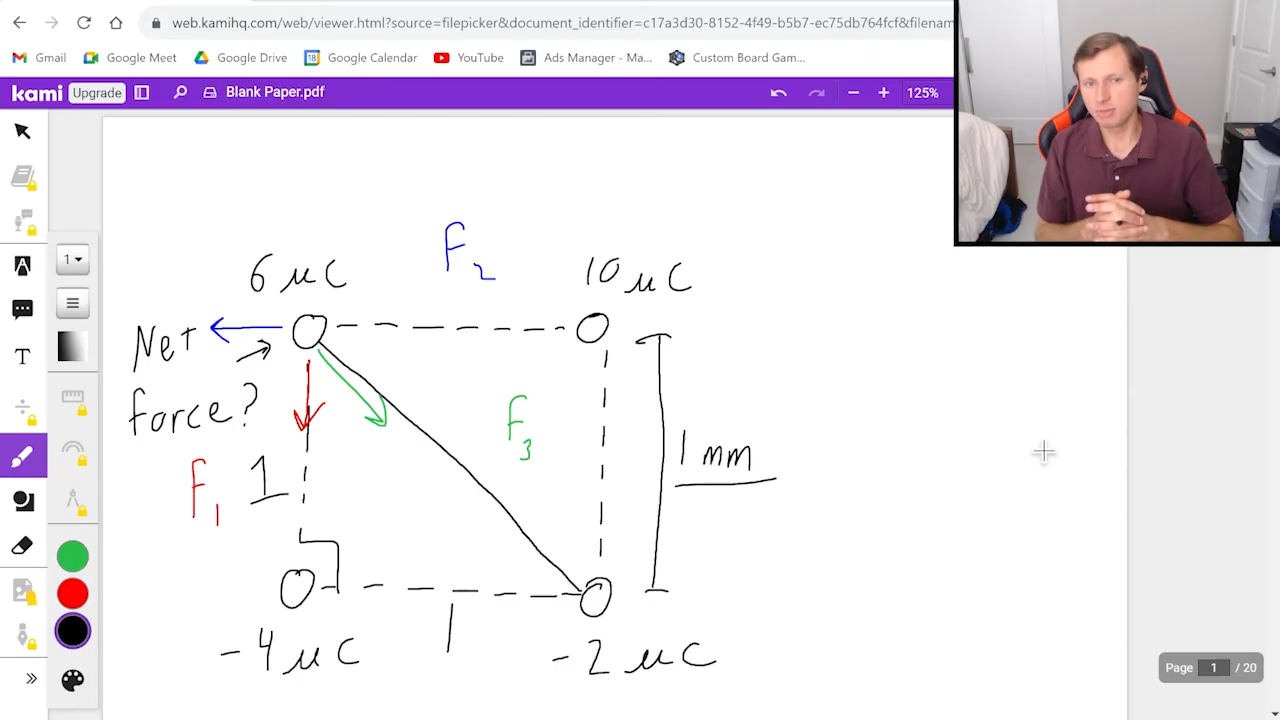 web.kamihq.com/web/viewer.html?source=filepicker&document_identifier=c17a3d30-8152-4f49-b5b7-ec75db764fcf&filenam
Gmail Google Meet Google Drive Google Calendar YouTube Ads Manager - Ma... Custom Board Gam...
kami Upgrade Blank Paper.pdf 125%
1
T
F2
6 μC 10 μC
Net
force?
F3
1 mm
F1 1
1
-4 μC -2 μC
Page 1 / 20